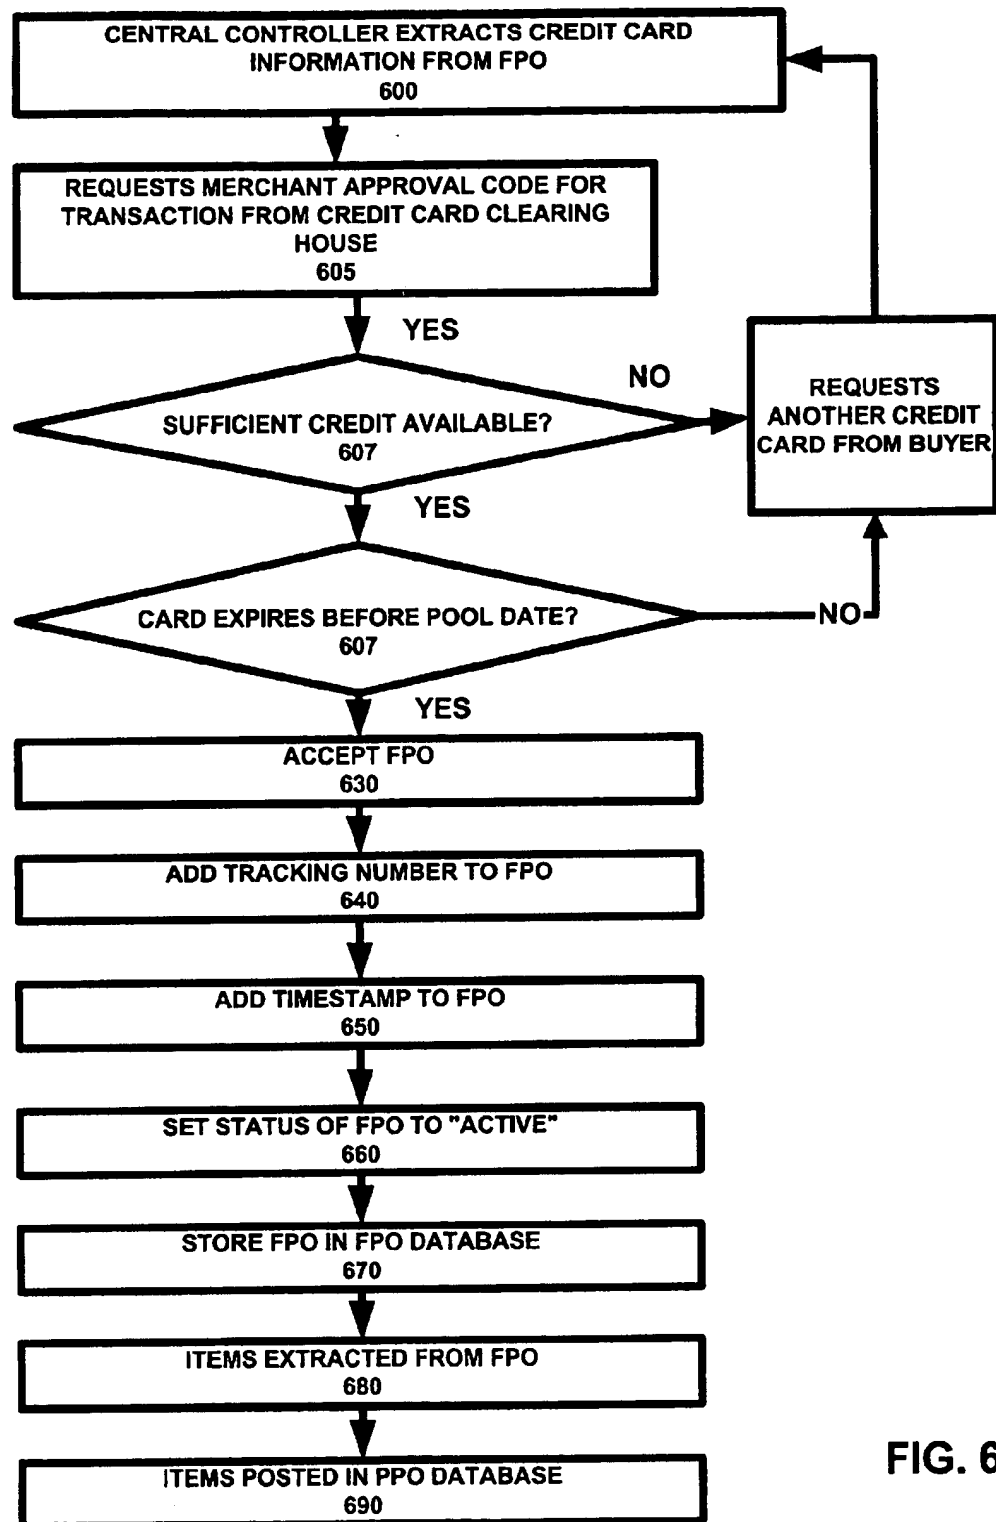 CENTRAL CONTROLLER EXTRACTS CREDIT CARD
INFORMATION FROM FPO
600
REQUESTS MERCHANT APPROVAL CODE FOR
TRANSACTION FROM CREDIT CARD CLEARING
HOUSE
605
YES
NO
SUFFICIENT CREDIT AVAILABLE?
607
REQUESTS
ANOTHER CREDIT
CARD FROM BUYER
YES
CARD EXPIRES BEFORE POOL DATE?
607
NO
YES
ACCEPT FPO
630
ADD TRACKING NUMBER TO FPO
640
ADD TIMESTAMP TO FPO
650
SET STATUS OF FPO TO "ACTIVE"
660
STORE FPO IN FPO DATABASE
670
ITEMS EXTRACTED FROM FPO
680
ITEMS POSTED IN PPO DATABASE
690
FIG. 6